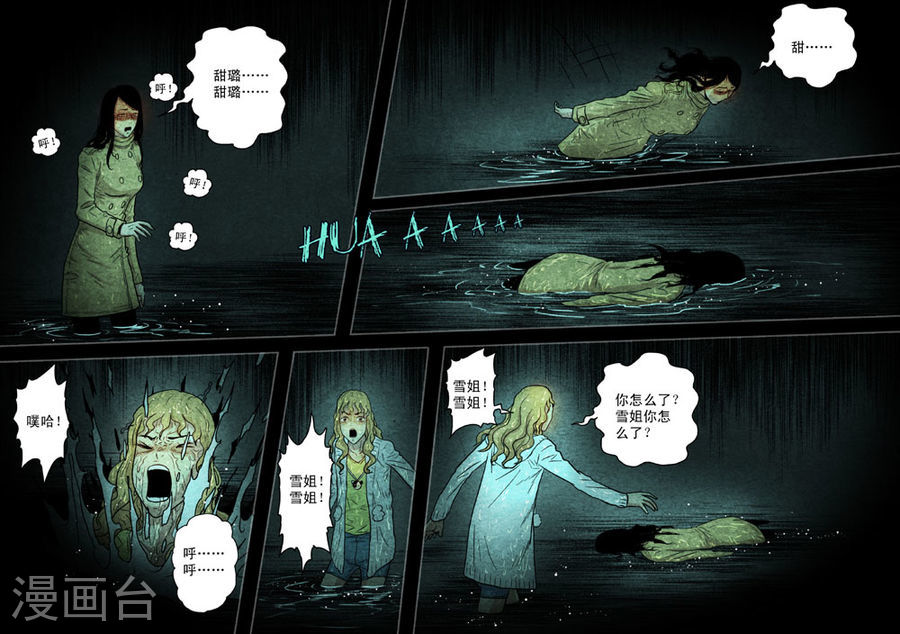 甜璐……
甜璐……
呼！
呼！
呼！
呼！
甜……
HUA A A A A A
噗哈！
呼……
呼……
雪姐！
雪姐！
雪姐！
雪姐！
你怎么了？
雪姐你怎
么了？
漫画台